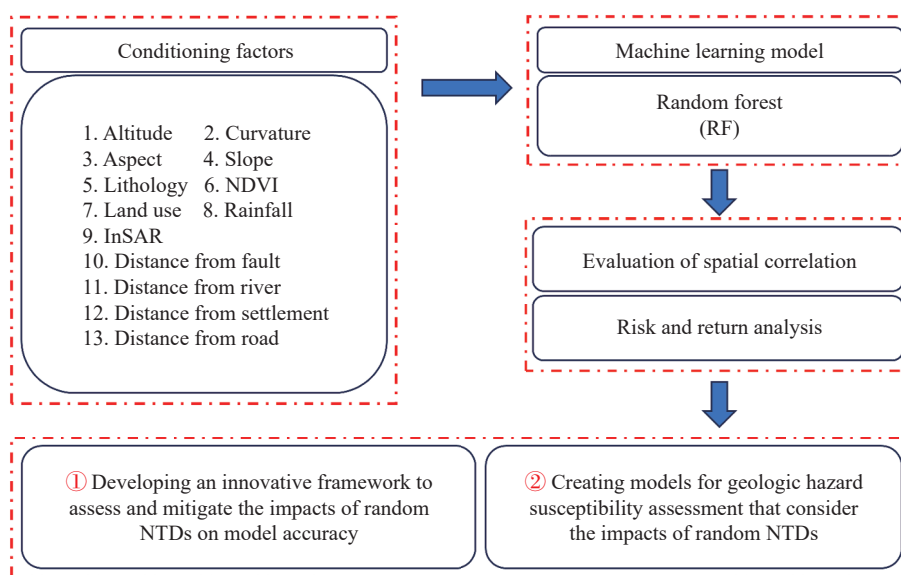 Conditioning factors
1. Altitude 2. Curvature
3. Aspect 4. Slope
5. Lithology 6. NDVI
7. Land use 8. Rainfall
9. InSAR
10. Distance from fault
11. Distance from river
12. Distance from settlement
13. Distance from road
Machine learning model
Random forest
(RF)
Evaluation of spatial correlation
Risk and return analysis
① Developing an innovative framework to
assess and mitigate the impacts of random
NTDs on model accuracy
② Creating models for geologic hazard
susceptibility assessment that consider
the impacts of random NTDs